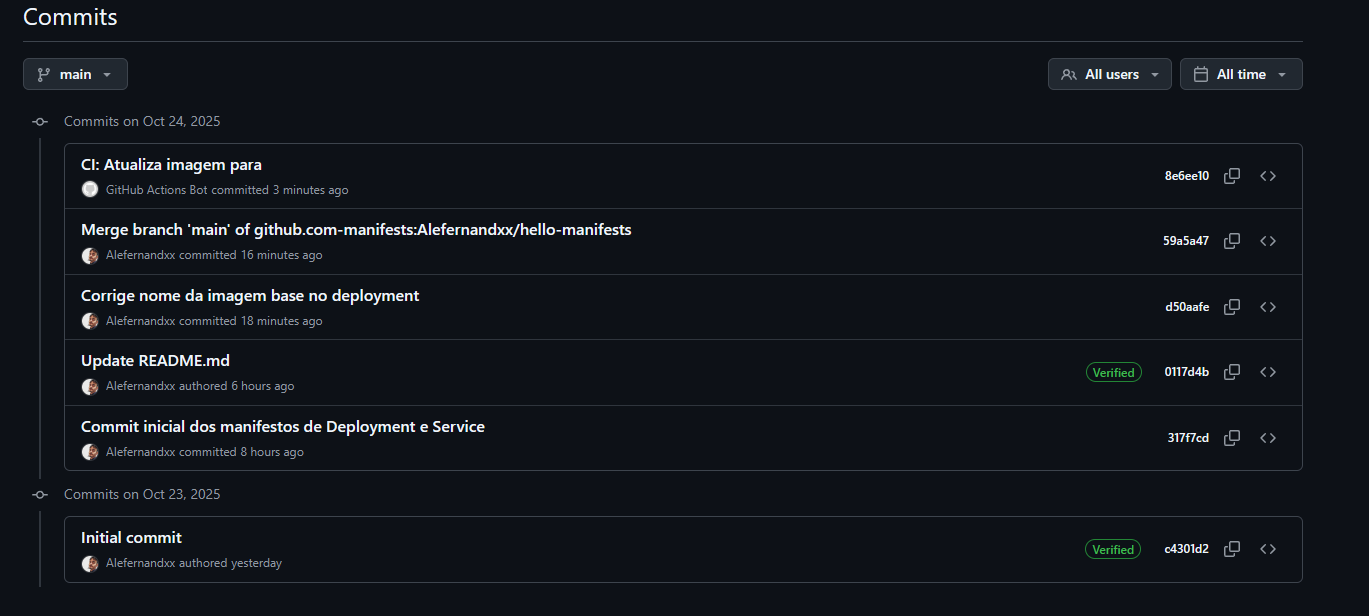 Commits
main
All users
All time
Commits on Oct 24, 2025
CI: Atualiza imagem para
8e6ee10
GitHub Actions Bot committed 3 minutes ago
Merge branch 'main' of github.com-manifests:Alefernandxx/hello-manifests
59a5a47
Alefernandxx committed 16 minutes ago
Corrige nome da imagem base no deployment
d50aafe
Alefernandxx committed 18 minutes ago
Update README.md
Verified 0117d4b
Alefernandxx authored 6 hours ago
Commit inicial dos manifestos de Deployment e Service
317f7cd
Alefernandxx committed 8 hours ago
Commits on Oct 23, 2025
Initial commit
Verified c4301d2
Alefernandxx authored yesterday